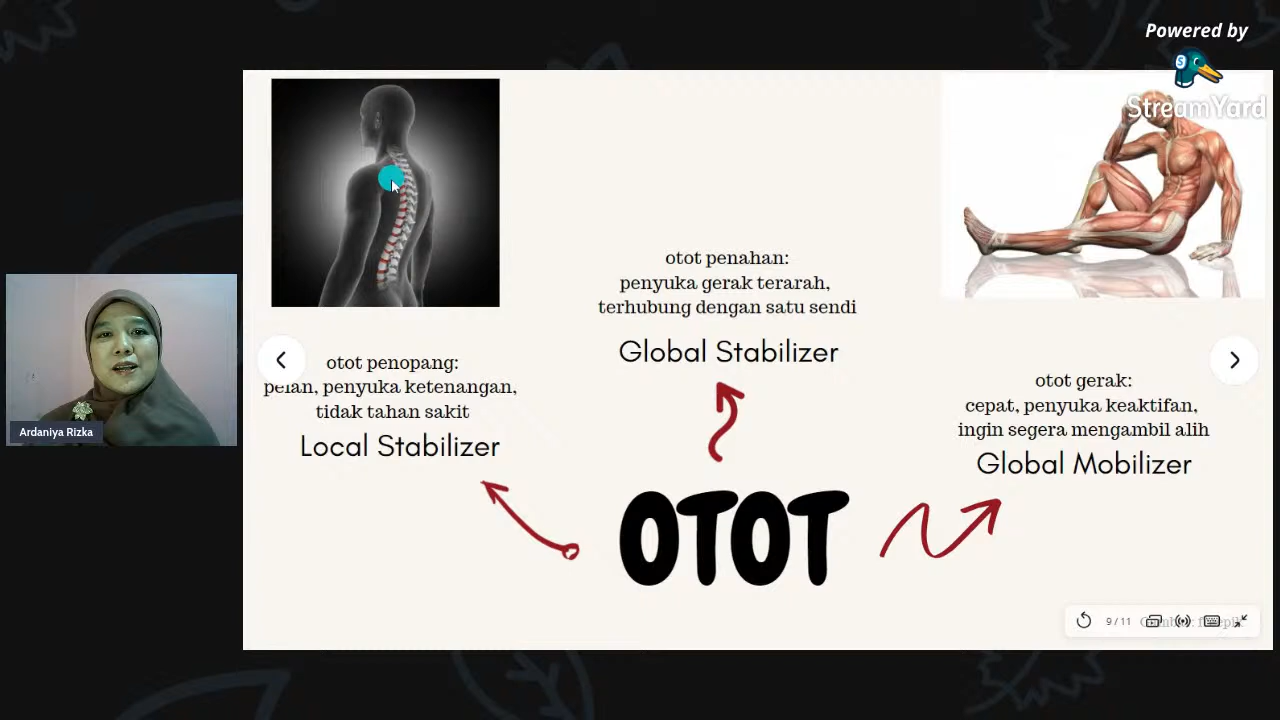 Powered by
S
StreamYard
otot penahan:
penyuka gerak terarah,
terhubung dengan satu sendi
Global Stabilizer
otot penopang:
pelan, penyuka ketenangan,
tidak tahan sakit
Local Stabilizer
otot gerak:
cepat, penyuka keaktifan,
ingin segera mengambil alih
Global Mobilizer
OTOT
Ardaniya Rizka
9 / 11